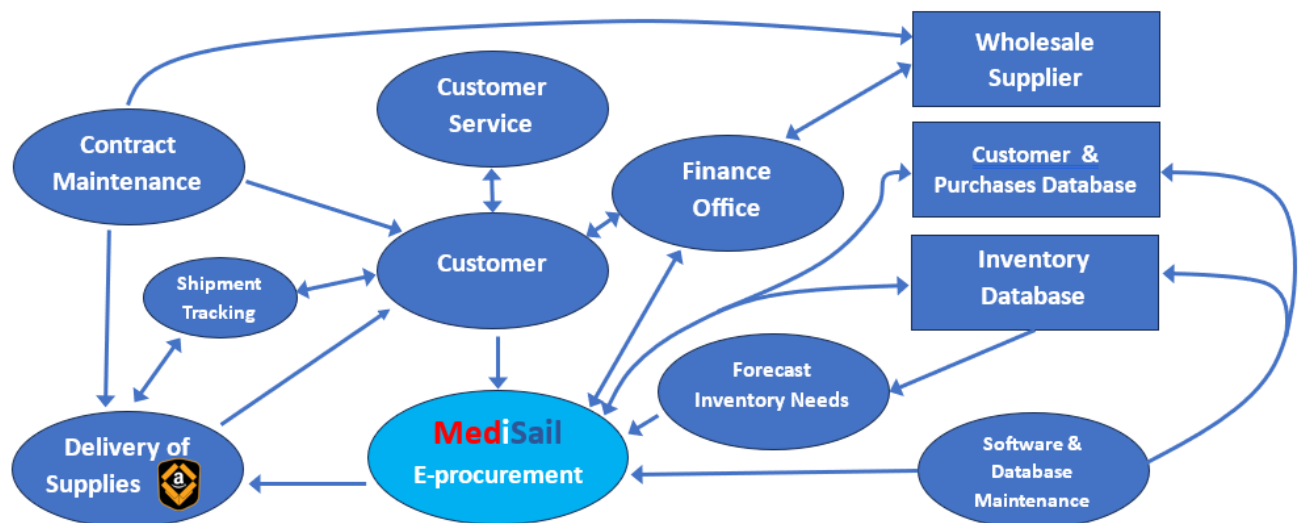 Wholesale
Supplier
Customer
Service
Contract
Maintenance
Customer &
Purchases Database
Finance
Office
Customer
Inventory
Database
Shipment
Tracking
Forecast
Inventory Needs
MediSail
E-procurement
Delivery of
Supplies
a
Software &
Database
Maintenance